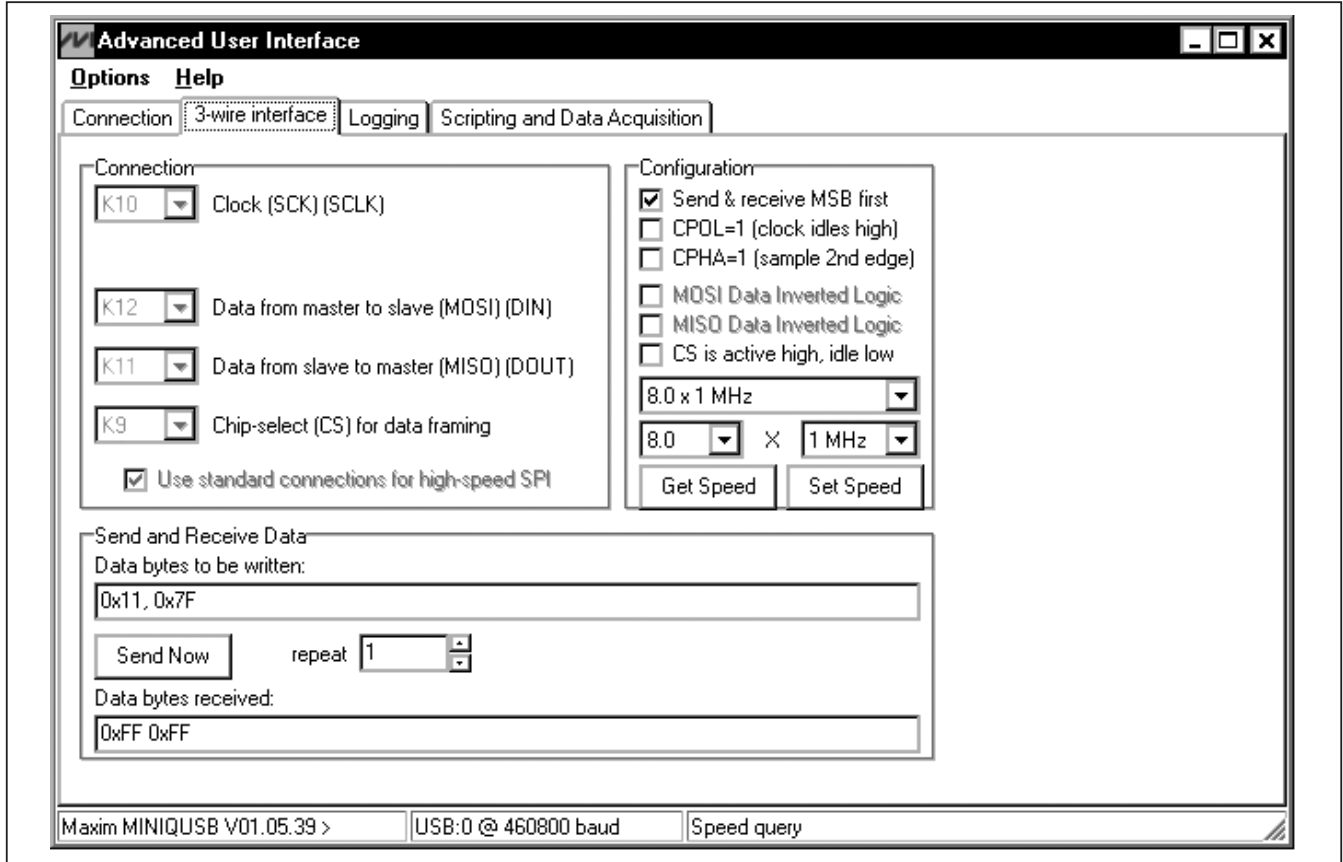 Advanced User Interface
Options Help
Connection 3-wire interface Logging Scripting and Data Acquisition
Connection
K10 Clock (SCK) (SCLK)
K12 Data from master to slave (MOSI) (DIN)
K11 Data from slave to master (MISO) (DOUT)
K9 Chip-select (CS) for data framing
Use standard connections for high-speed SPI
Configuration
Send & receive MSB first
CPOL=1 (clock idles high)
CPHA=1 (sample 2nd edge)
MOSI Data Inverted Logic
MISO Data Inverted Logic
CS is active high, idle low
8.0 x 1 MHz
8.0 X 1 MHz
Get Speed Set Speed
Send and Receive Data
Data bytes to be written:
0x11, 0x7F
Send Now repeat 1
Data bytes received:
0xFF 0xFF
Maxim MINIQUSB V01.05.39 > USB:0 @ 460800 baud Speed query